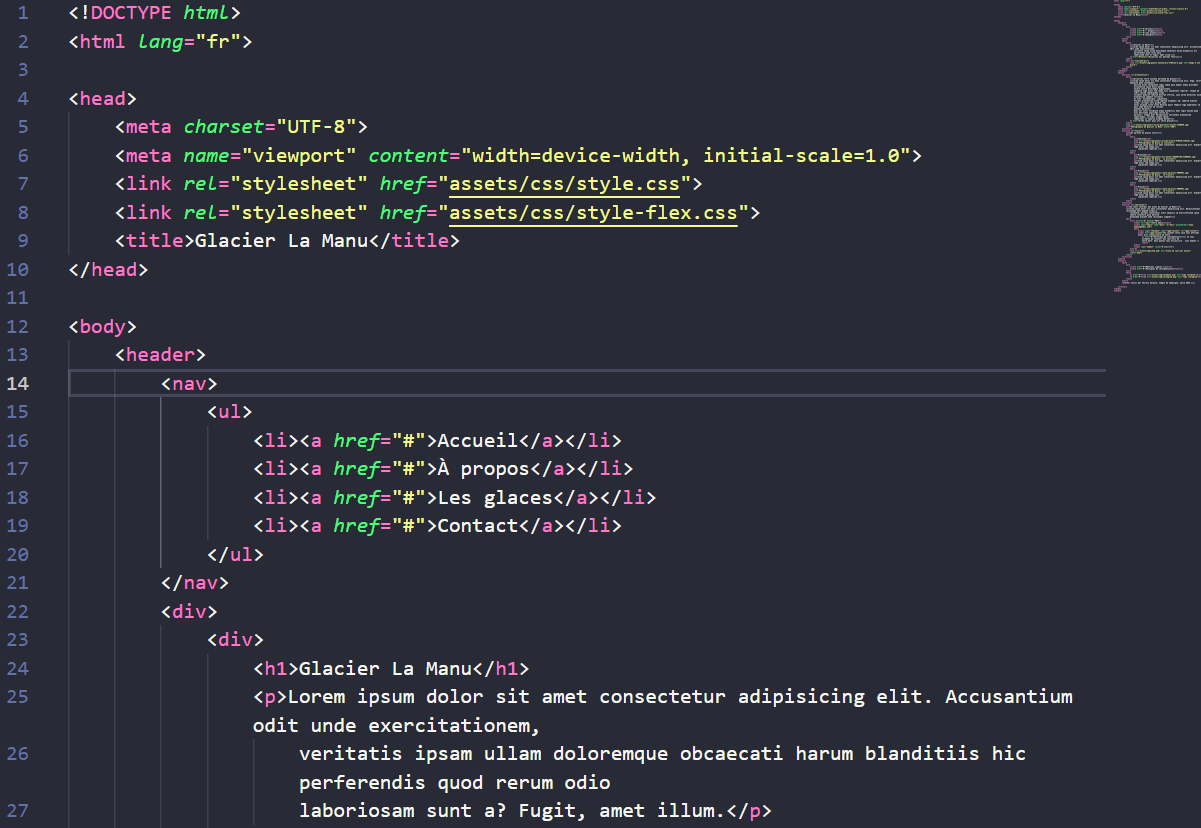 1 <!DOCTYPE html>
2 <html lang="fr">
3
4 <head>
5 <meta charset="UTF-8">
6 <meta name="viewport" content="width=device-width, initial-scale=1.0">
7 <link rel="stylesheet" href="assets/css/style.css">
8 <link rel="stylesheet" href="assets/css/style-flex.css">
9 <title>Glacier La Manu</title>
10 </head>
11
12 <body>
13 <header>
14 <nav>
15 <ul>
16 <li><a href="#">Accueil</a></li>
17 <li><a href="#">À propos</a></li>
18 <li><a href="#">Les glaces</a></li>
19 <li><a href="#">Contact</a></li>
20 </ul>
21 </nav>
22 <div>
23 <div>
24 <h1>Glacier La Manu</h1>
25 <p>Lorem ipsum dolor sit amet consectetur adipisicing elit. Accusantium
odit unde exercitationem,
26 veritatis ipsam ullam doloremque obcaecati harum blanditiis hic
perferendis quod rerum odio
27 laboriosam sunt a? Fugit, amet illum.</p>